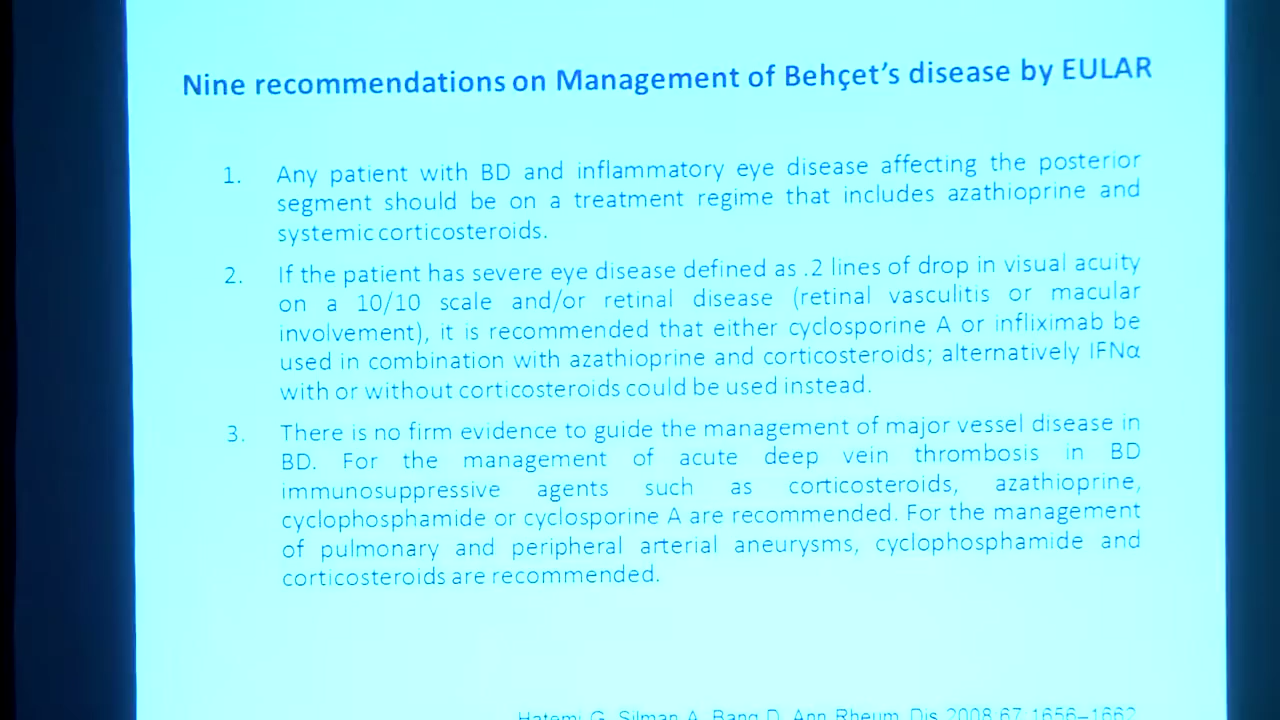 Nine recommendations on Management of Behçet’s disease by EULAR
1. Any patient with BD and inflammatory eye disease affecting the posterior
segment should be on a treatment regime that includes azathioprine and
systemic corticosteroids.
2. If the patient has severe eye disease defined as .2 lines of drop in visual acuity
on a 10/10 scale and/or retinal disease (retinal vasculitis or macular
involvement), it is recommended that either cyclosporine A or infliximab be
used in combination with azathioprine and corticosteroids; alternatively IFNα
with or without corticosteroids could be used instead.
3. There is no firm evidence to guide the management of major vessel disease in
BD. For the management of acute deep vein thrombosis in BD
immunosuppressive agents such as corticosteroids, azathioprine,
cyclophosphamide or cyclosporine A are recommended. For the management
of pulmonary and peripheral arterial aneurysms, cyclophosphamide and
corticosteroids are recommended.
Hatemi G, Silman A, Bang D, Ann Rheum Dis 2008 67 1656–1662